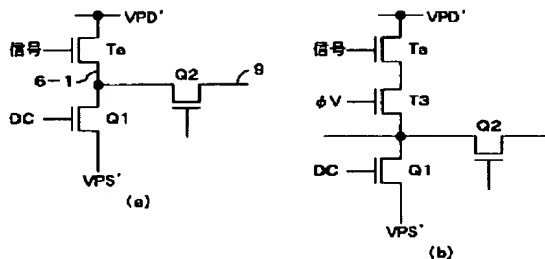 VPD'
信号
Ta
6-1
Q2
9
DC
Q1
VPS'
(a)
VPD'
信号
Ta
φV
T3
Q2
DC
Q1
VPS'
(b)